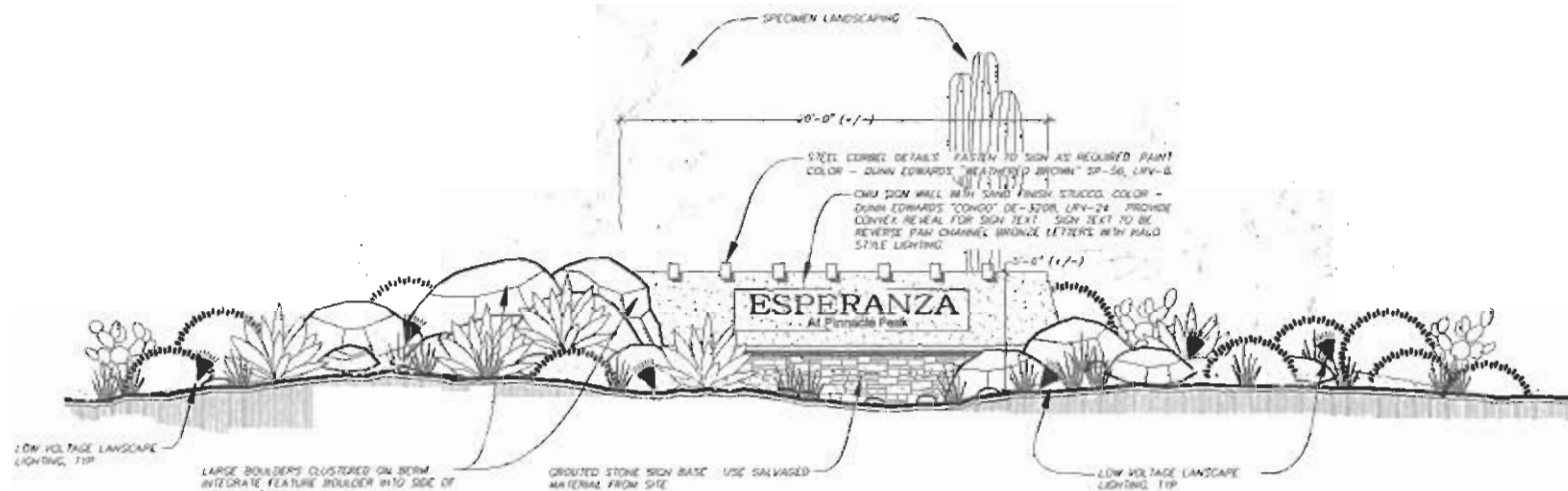 SPECIMEN LANDSCAPING
0'-0" (+/-)
STEEL CORBEL DETAILS FASTEN TO SIGN AS REQUIRED PAINT
COLOR - DUNN EDWARDS "WEATHERED BROWN" SP-56, LRV-8
CMU SIGN WALL WITH SAND FINISH STUCCO, COLOR -
DUNN EDWARDS "CONGO" DE-3208, LRV-24 PROVIDE
CONVEX REVEAL FOR SIGN TEXT SIGN TEXT TO BE
REVERSE PAN CHANNEL BRONZE LETTERS WITH HALO
STYLE LIGHTING
5'-0" (+/-)
ESPERANZA
At Pinnacle Peak
LOW VOLTAGE LANSCAPE
LIGHTING, TYP
LARGE BOULDERS CLUSTERED ON BERM
INTEGRATE FEATURE BOULDER INTO SIDE OF
GROUTED STONE SIGN BASE USE SALVAGED
MATERIAL FROM SITE
LOW VOLTAGE LANSCAPE
LIGHTING, TYP